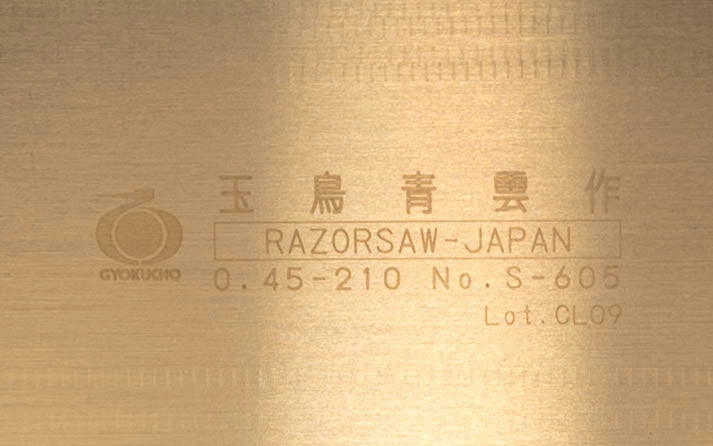 玉鳥青雲作
GYOKUCHO
RAZORSAW-JAPAN
0.45-210 No.S-605
Lot.CL09